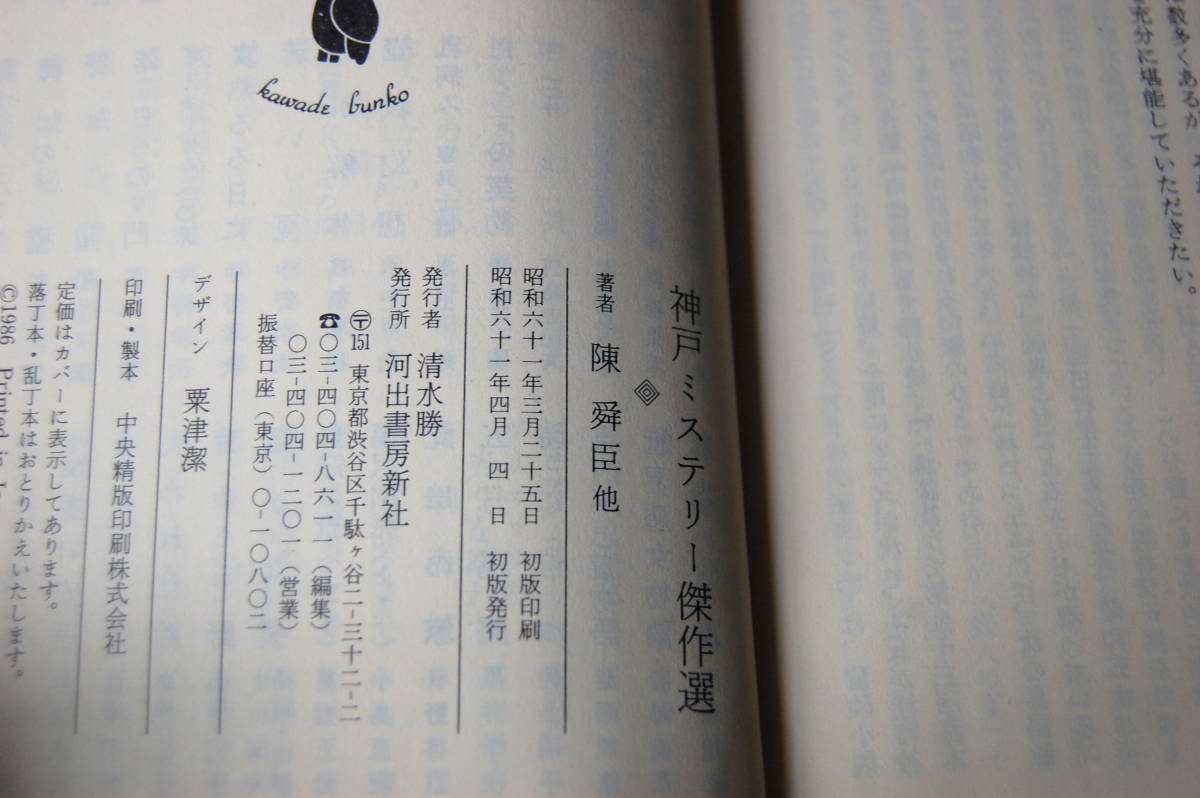 数多くあるが
充分に堪能していただきたい。
kawade bunko
神戸ミステリー傑作選
著者 陳舜臣他
昭和六十一年三月二十五日 初版印刷
昭和六十一年四月 四 日 初版発行
発行者 清水勝
発行所 河出書房新社
〒151 東京都渋谷区千駄ヶ谷二-三十二-二
☎〇三-四〇四-八六一一(編集)
〇三-四〇四-一二〇一(営業)
振替口座(東京)〇-一〇八〇二
デザイン 粟津潔
印刷・製本 中央精版印刷株式会社
定価はカバーに表示してあります。
落丁本・乱丁本はおとりかえいたします。
©1986 Printed in